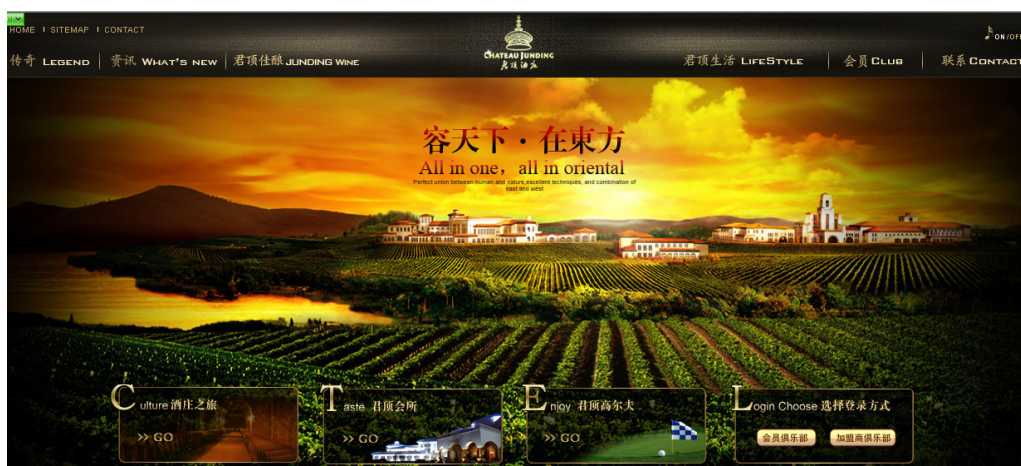 HOME I SITEMAP I CONTACT
ON/OFF
传奇 LEGEND
资讯 WHAT'S NEW
君顶佳酿 JUNDING WINE
CHATEAU JUNDING
君顶酒庄
君顶生活 LIFESTYLE
会员 CLUB
联系 CONTACT
容天下·在東方
All in one, all in oriental
Perfect union between human and nature,excellent techniques, and combination of
east and west
Culture 酒庄之旅
>> GO
Taste 君顶会所
>> GO
Enjoy 君顶高尔夫
>> GO
Login Choose 选择登录方式
会员俱乐部
加盟商俱乐部